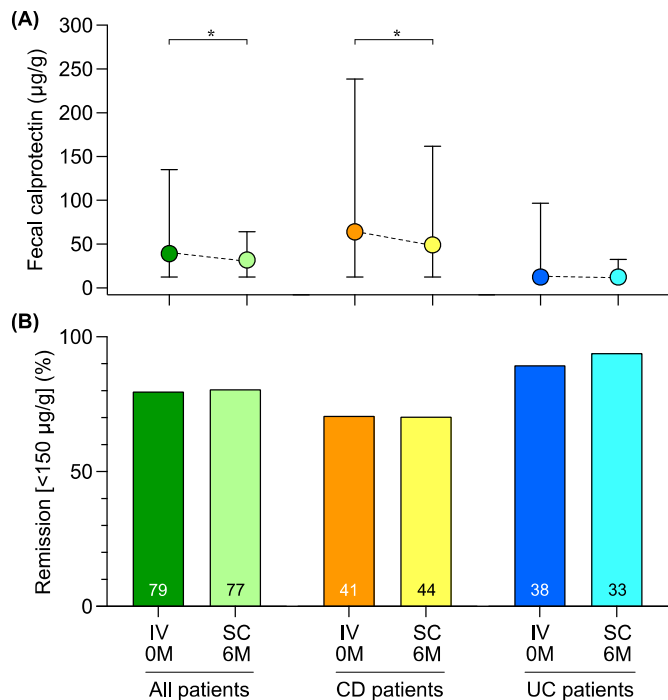 (A)
Fecal calprotectin (µg/g)
300
250
200
150
100
50
0
* *
(B)
Remission [<150 µg/g] (%)
100
50
0
79 77 41 44 38 33
IV SC IV SC IV SC
0M 6M 0M 6M 0M 6M
All patients CD patients UC patients